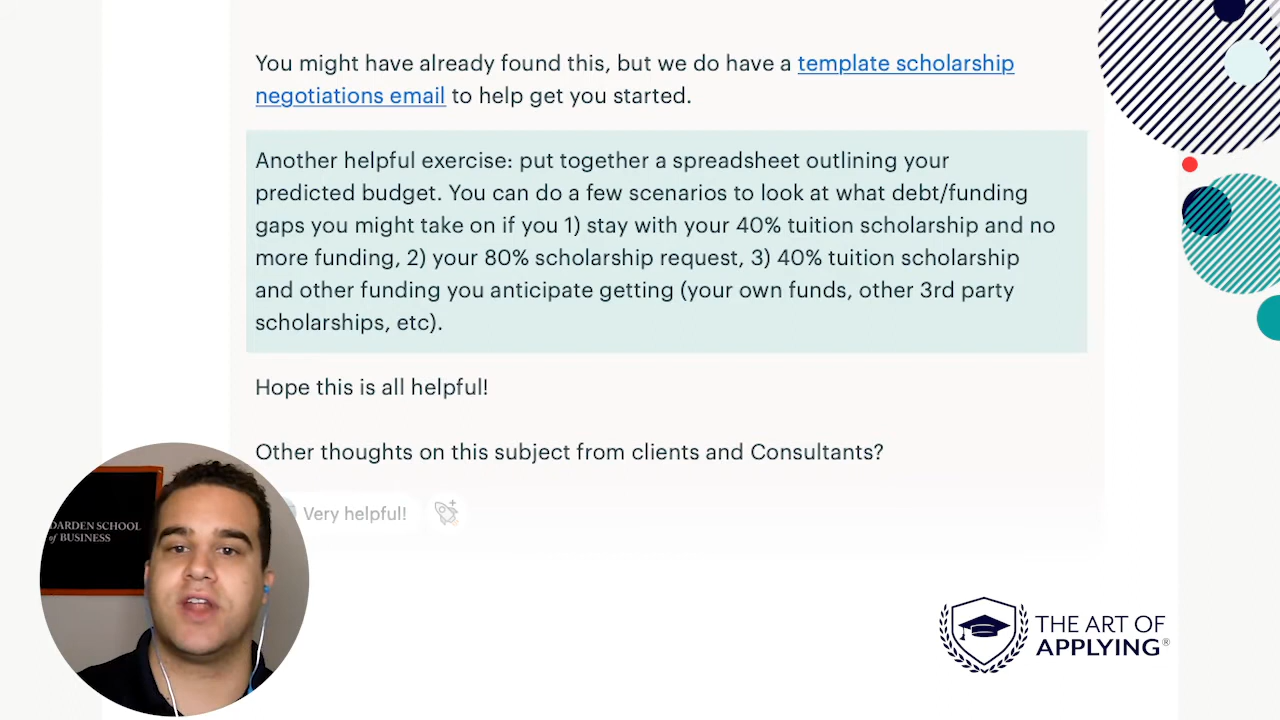 You might have already found this, but we do have a template scholarship
negotiations email to help get you started.
Another helpful exercise: put together a spreadsheet outlining your
predicted budget. You can do a few scenarios to look at what debt/funding
gaps you might take on if you 1) stay with your 40% tuition scholarship and no
more funding, 2) your 80% scholarship request, 3) 40% tuition scholarship
and other funding you anticipate getting (your own funds, other 3rd party
scholarships, etc).
Hope this is all helpful!
Other thoughts on this subject from clients and Consultants?
Very helpful!
DARDEN SCHOOL
of BUSINESS
THE ART OF
APPLYING®